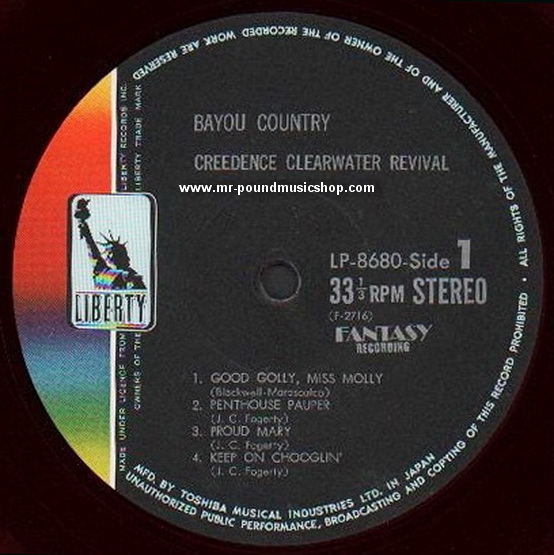 BAYOU COUNTRY
CREEDENCE CLEARWATER REVIVAL
www.mr-poundmusicshop.com
LP-8680-Side 1
33 1/3 RPM STEREO
(F-2716)
FANTASY
RECORDING
LIBERTY
1. GOOD GOLLY, MISS MOLLY
(Blackwell-Marascalco)
2. PENTHOUSE PAUPER
(J. C. Fogerty)
3. PROUD MARY
(J. C. Fogerty)
4. KEEP ON CHOOGLIN'
(J. C. Fogerty)
MADE UNDER LICENCE FROM LIBERTY RECORDS INC.
OWNERS OF THE LIBERTY TRADE MARK
MFD. BY TOSHIBA MUSICAL INDUSTRIES LTD. IN JAPAN
ALL RIGHTS OF THE MANUFACTURER AND OF THE OWNER OF THE RECORDED WORK ARE RESERVED
UNAUTHORIZED PUBLIC PERFORMANCE, BROADCASTING AND COPYING OF THIS RECORD PROHIBITED •